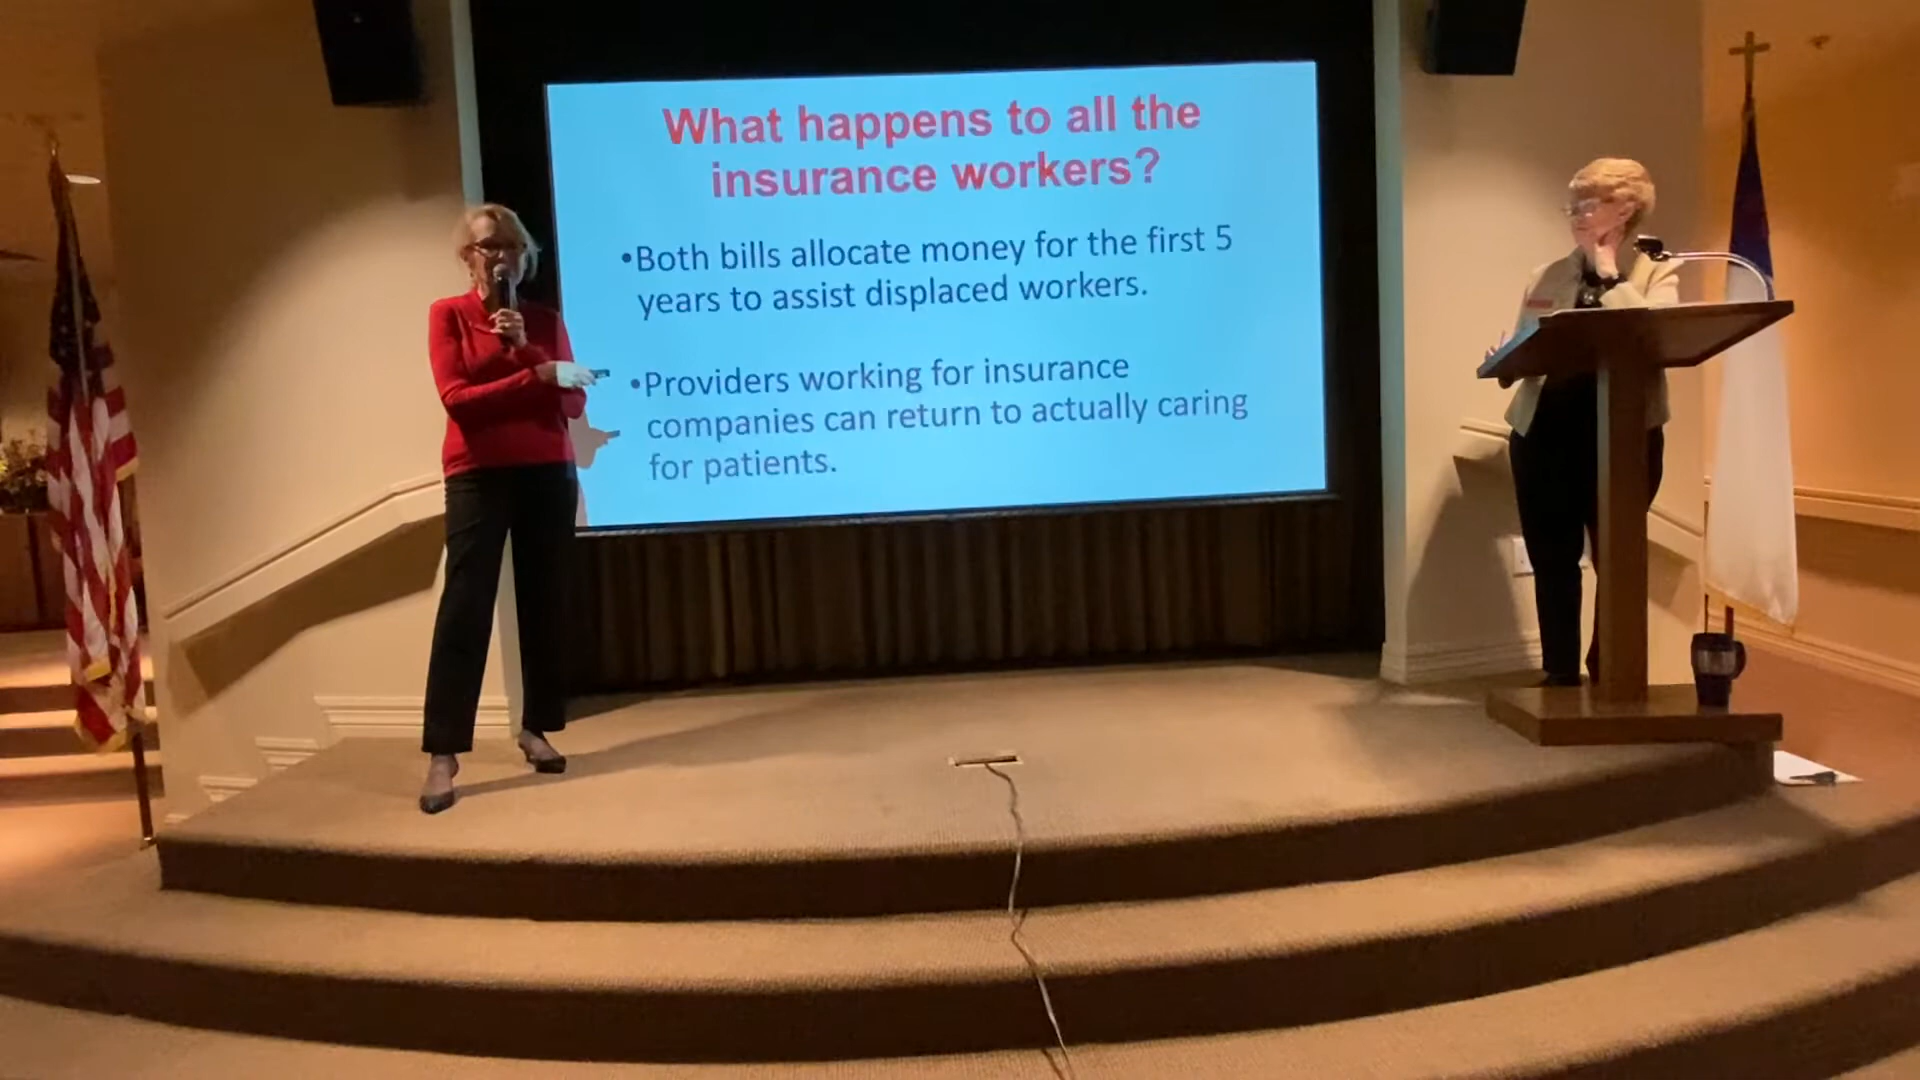 What happens to all the
insurance workers?
•Both bills allocate money for the first 5
years to assist displaced workers.
•Providers working for insurance
companies can return to actually caring
for patients.